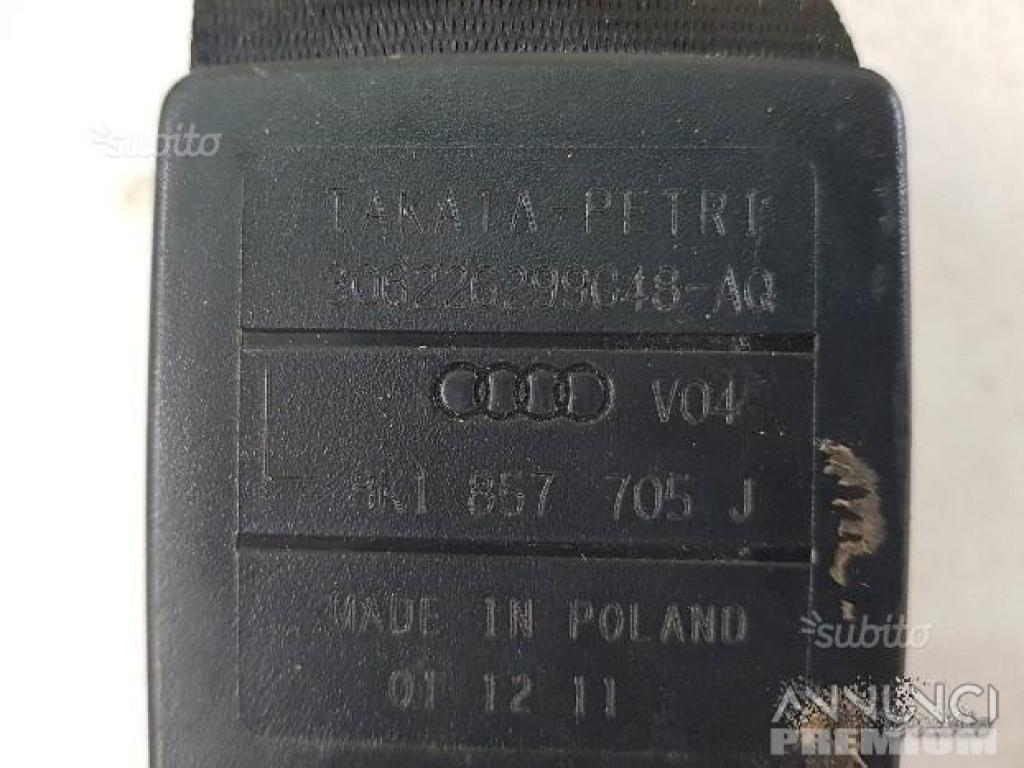 subito
TAKATA-PETRI
306226299C48-AQ
V04
8K1 857 705 J
MADE IN POLAND
subito
01 12 11
ANNUNCI
PREMIUM